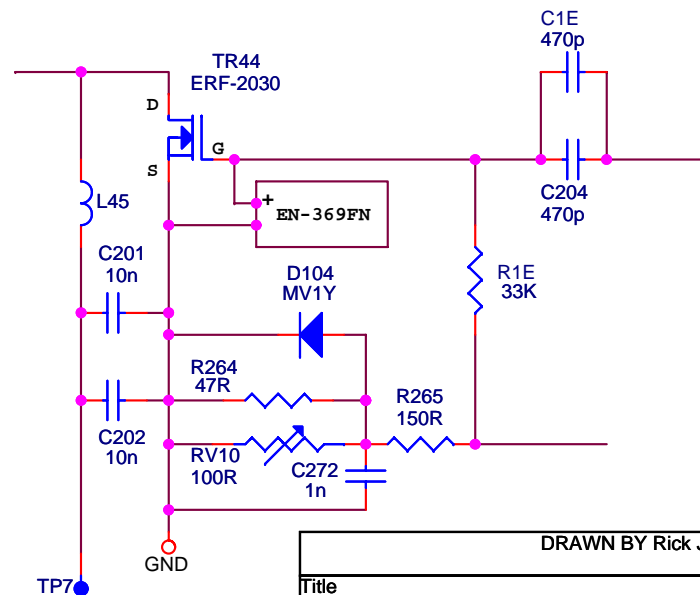 C1E
470p
TR44
ERF-2030
D
G
S
C204
470p
L45
+
EN-369FN
C201
10n
D104
MV1Y
R1E
33K
R264
47R
R265
150R
C202
10n
RV10
100R
C272
1n
GND
DRAWN BY Rick J
TP7
Title